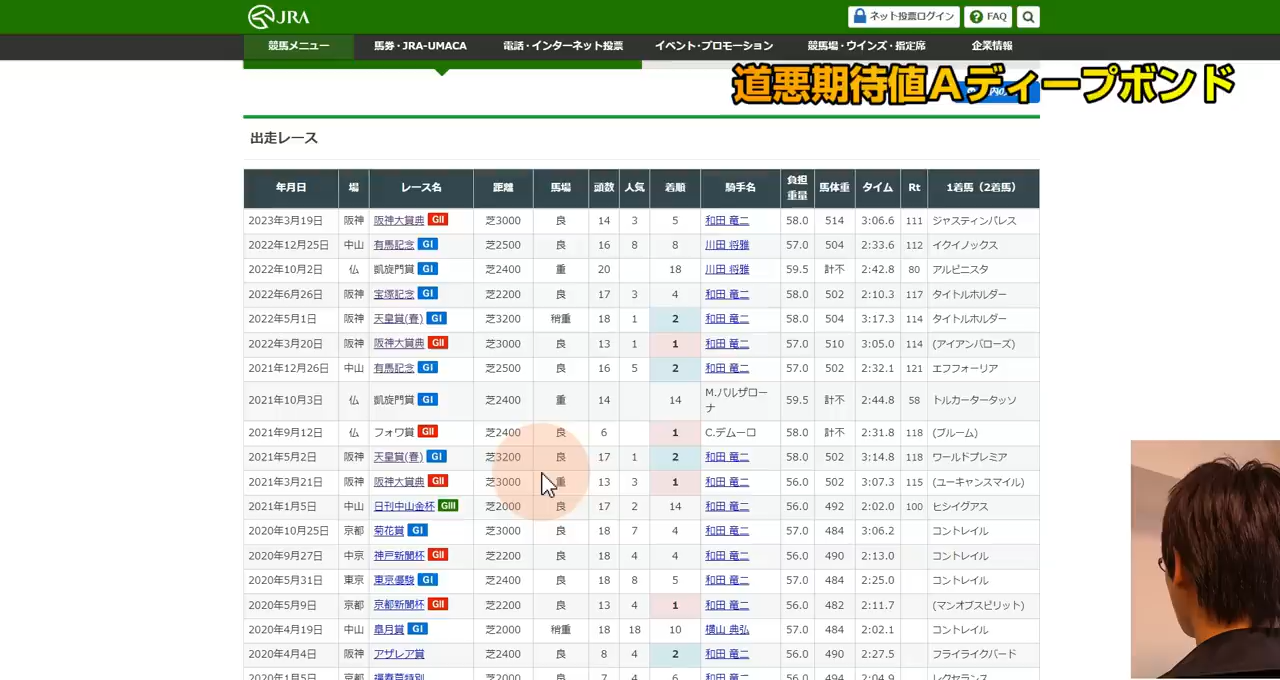 JRA
ネット投票ログイン
FAQ
競馬メニュー
馬券・JRA-UMACA
電話・インターネット投票
イベント・プロモーション
競馬場・ウインズ・指定席
企業情報
道悪期待値Aディープボンド
出走レース
年月日 場 レース名 距離 馬場 頭数 人気 着順 騎手名 負担重量 馬体重 タイム Rt 1着馬（2着馬）
2023年3月19日 阪神 阪神大賞典 GII 芝3000 良 14 3 5 和田 竜二 58.0 514 3:06.6 111 ジャスティンパレス
2022年12月25日 中山 有馬記念 GI 芝2500 良 16 8 8 川田 将雅 57.0 504 2:33.6 112 イクイノックス
2022年10月2日 仏 凱旋門賞 GI 芝2400 重 20 18 川田 将雅 59.5 計不 2:42.8 80 アルピニスタ
2022年6月26日 阪神 宝塚記念 GI 芝2200 良 17 3 4 和田 竜二 58.0 502 2:10.3 117 タイトルホルダー
2022年5月1日 阪神 天皇賞(春) GI 芝3200 稍重 18 1 2 和田 竜二 58.0 504 3:17.3 114 タイトルホルダー
2022年3月20日 阪神 阪神大賞典 GII 芝3000 良 13 1 1 和田 竜二 57.0 510 3:05.0 114 (アイアンバローズ)
2021年12月26日 中山 有馬記念 GI 芝2500 良 16 5 2 和田 竜二 57.0 502 2:32.1 121 エフフォーリア
2021年10月3日 仏 凱旋門賞 GI 芝2400 重 14 14 M.バルザローナ 59.5 計不 2:44.8 58 トルカータータッソ
2021年9月12日 仏 フォワ賞 GII 芝2400 良 6 1 C.デムーロ 58.0 計不 2:31.8 118 (ブルーム)
2021年5月2日 阪神 天皇賞(春) GI 芝3200 良 17 1 2 和田 竜二 58.0 502 3:14.8 118 ワールドプレミア
2021年3月21日 阪神 阪神大賞典 GII 芝3000 重 13 3 1 和田 竜二 56.0 502 3:07.3 115 (ユーキャンスマイル)
2021年1月5日 中山 日刊中山金杯 GIII 芝2000 良 17 2 14 和田 竜二 56.0 492 2:02.0 100 ヒシイグアス
2020年10月25日 京都 菊花賞 GI 芝3000 良 18 7 4 和田 竜二 57.0 484 3:06.2 コントレイル
2020年9月27日 中京 神戸新聞杯 GII 芝2200 良 18 4 4 和田 竜二 56.0 490 2:13.0 コントレイル
2020年5月31日 東京 東京優駿 GI 芝2400 良 18 8 5 和田 竜二 57.0 484 2:25.0 コントレイル
2020年5月9日 京都 京都新聞杯 GII 芝2200 良 13 4 1 和田 竜二 56.0 482 2:11.7 (マンオブスピリット)
2020年4月19日 中山 皐月賞 GI 芝2000 稍重 18 18 10 横山 典弘 57.0 484 2:02.1 コントレイル
2020年4月4日 阪神 アザレア賞 芝2400 良 8 4 2 和田 竜二 56.0 490 2:27.5 フライライクバード
2020年1月5日 京都 福寿草特別 芝2000 良 7 4 6 和田 竜二 56.0 494 2:04.9 レクセランス